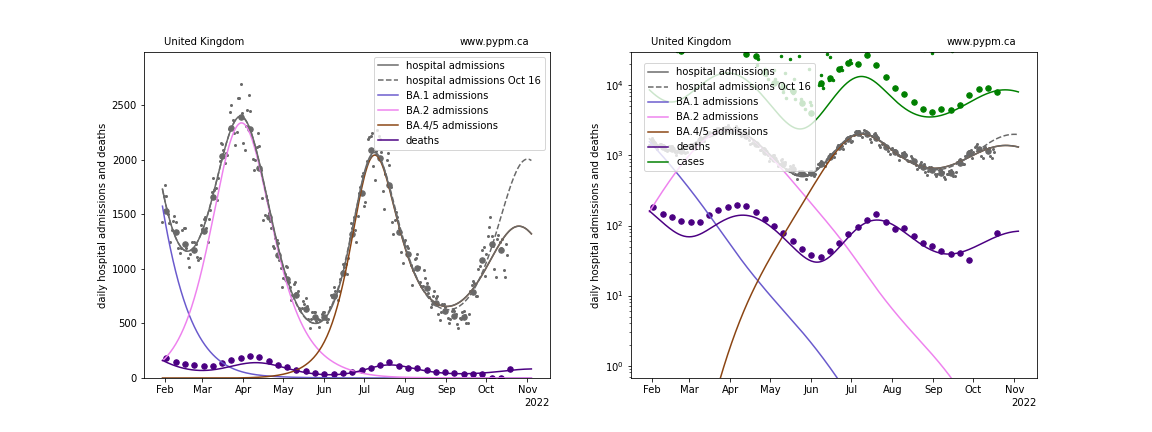 United Kingdom www.pypm.ca
daily hospital admissions and deaths
2500
2000
1500
1000
500
0
hospital admissions
hospital admissions Oct 16
BA.1 admissions
BA.2 admissions
BA.4/5 admissions
deaths
Feb Mar Apr May Jun Jul Aug Sep Oct Nov
2022
United Kingdom www.pypm.ca
daily hospital admissions and deaths
10⁴
10³
10²
10¹
10⁰
hospital admissions
hospital admissions Oct 16
BA.1 admissions
BA.2 admissions
BA.4/5 admissions
deaths
cases
Feb Mar Apr May Jun Jul Aug Sep Oct Nov
2022